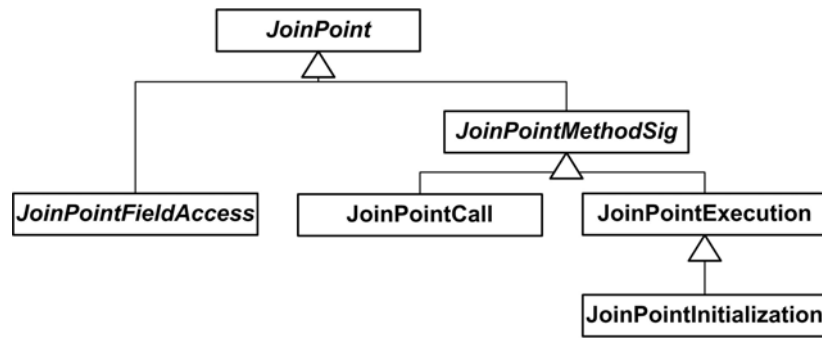 JoinPoint
JoinPointMethodSig
JoinPointFieldAccess
JoinPointCall
JoinPointExecution
JoinPointInitialization